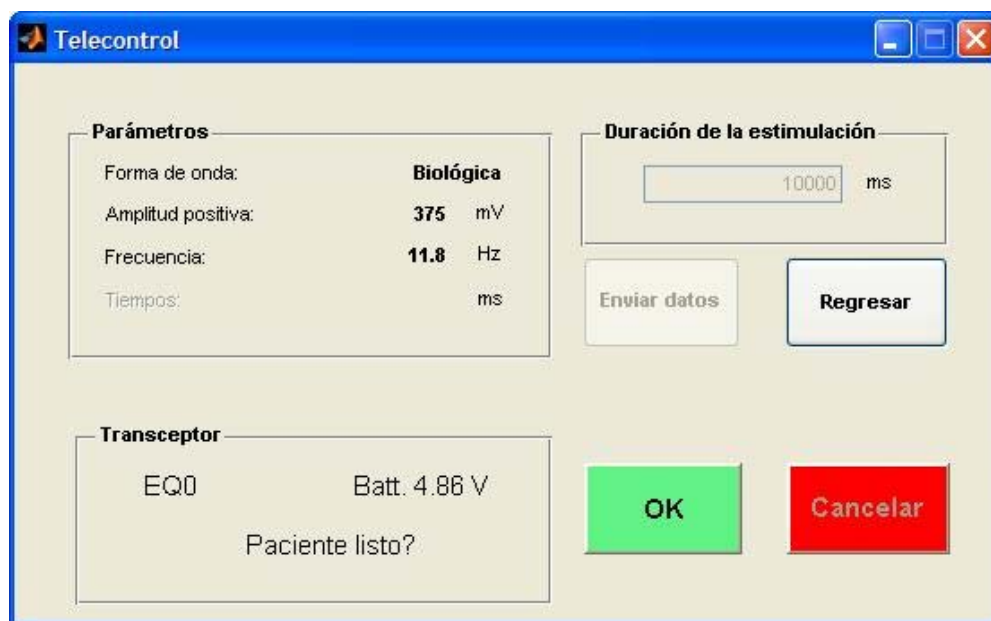 Telecontrol
Parámetros
Forma de onda: Biológica
Amplitud positiva: 375 mV
Frecuencia: 11.8 Hz
Tiempos: ms
Duración de la estimulación
10000 ms
Enviar datos
Regresar
Transceptor
EQ0 Batt. 4.86 V
Paciente listo?
OK
Cancelar